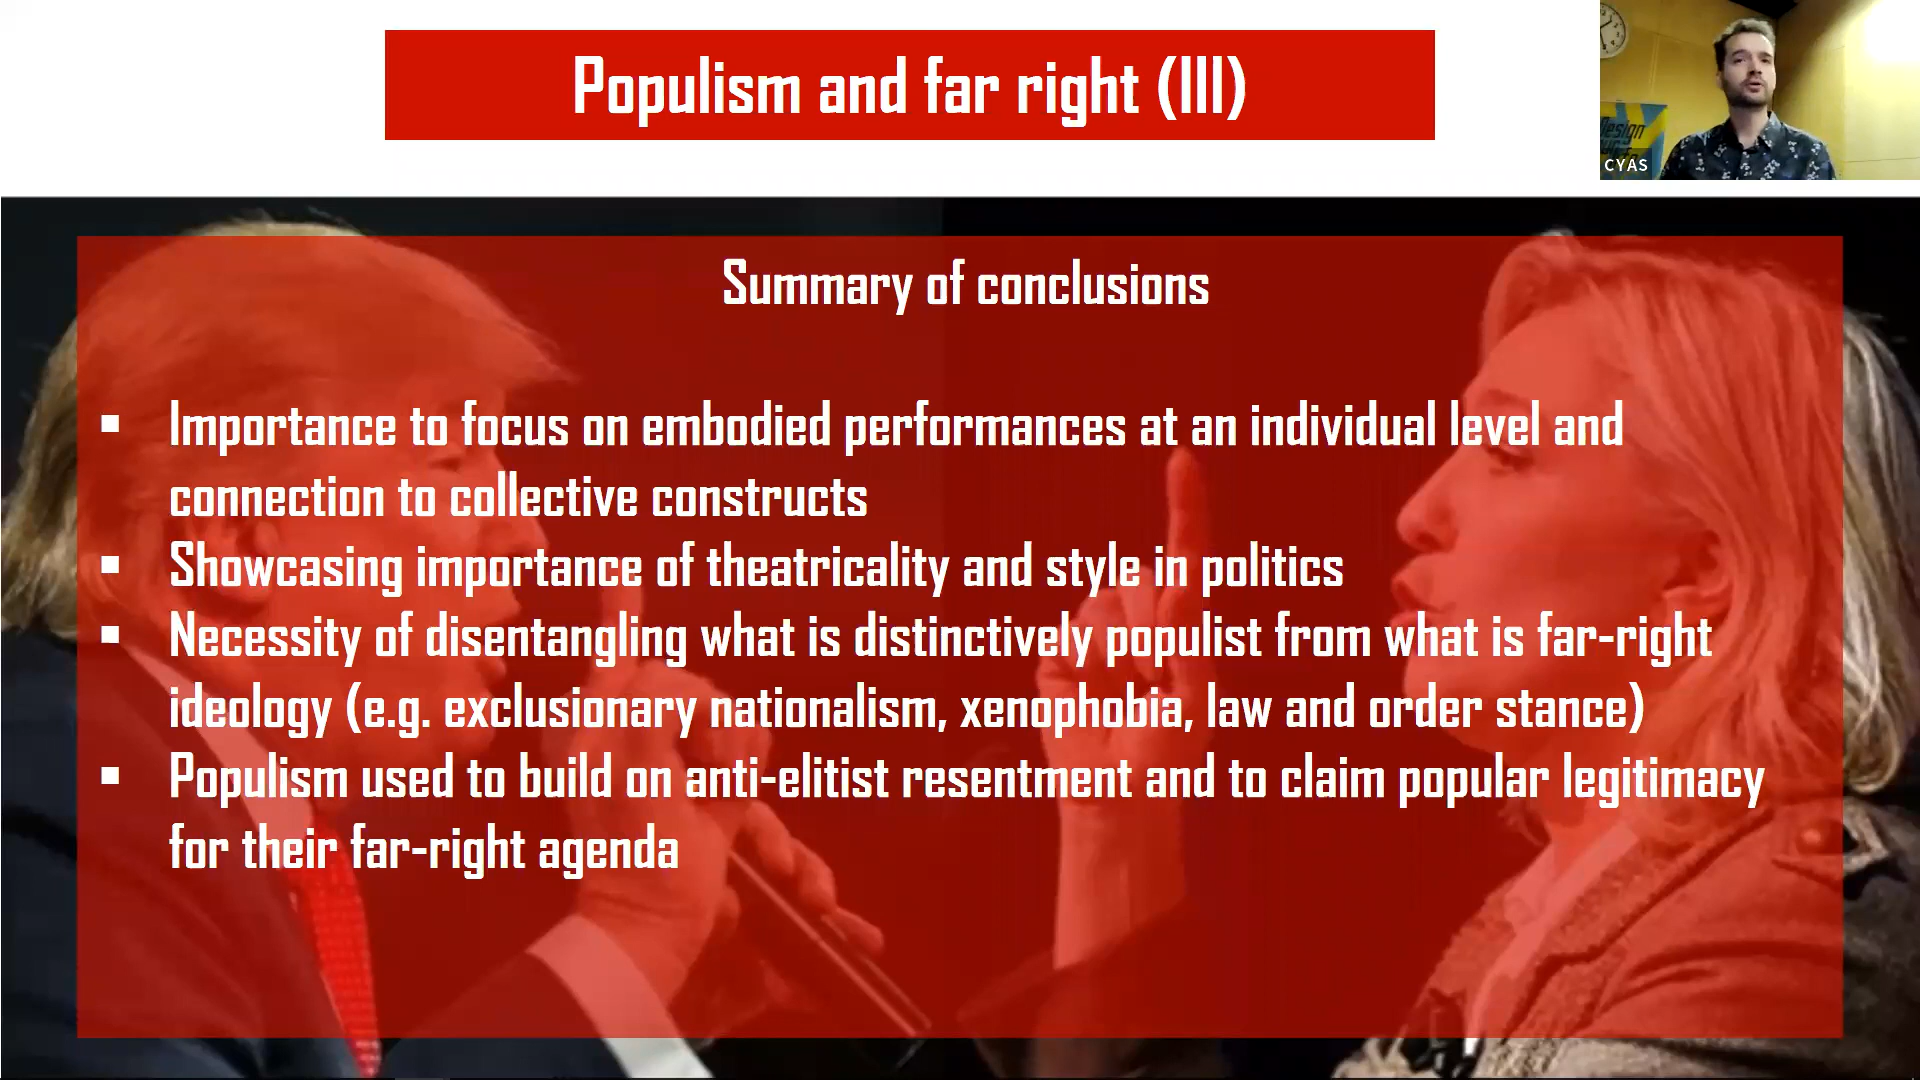 Populism and far right (III)
Design
CYAS
Summary of conclusions
▪ Importance to focus on embodied performances at an individual level and
connection to collective constructs
▪ Showcasing importance of theatricality and style in politics
▪ Necessity of disentangling what is distinctively populist from what is far-right
ideology (e.g. exclusionary nationalism, xenophobia, law and order stance)
▪ Populism used to build on anti-elitist resentment and to claim popular legitimacy
for their far-right agenda